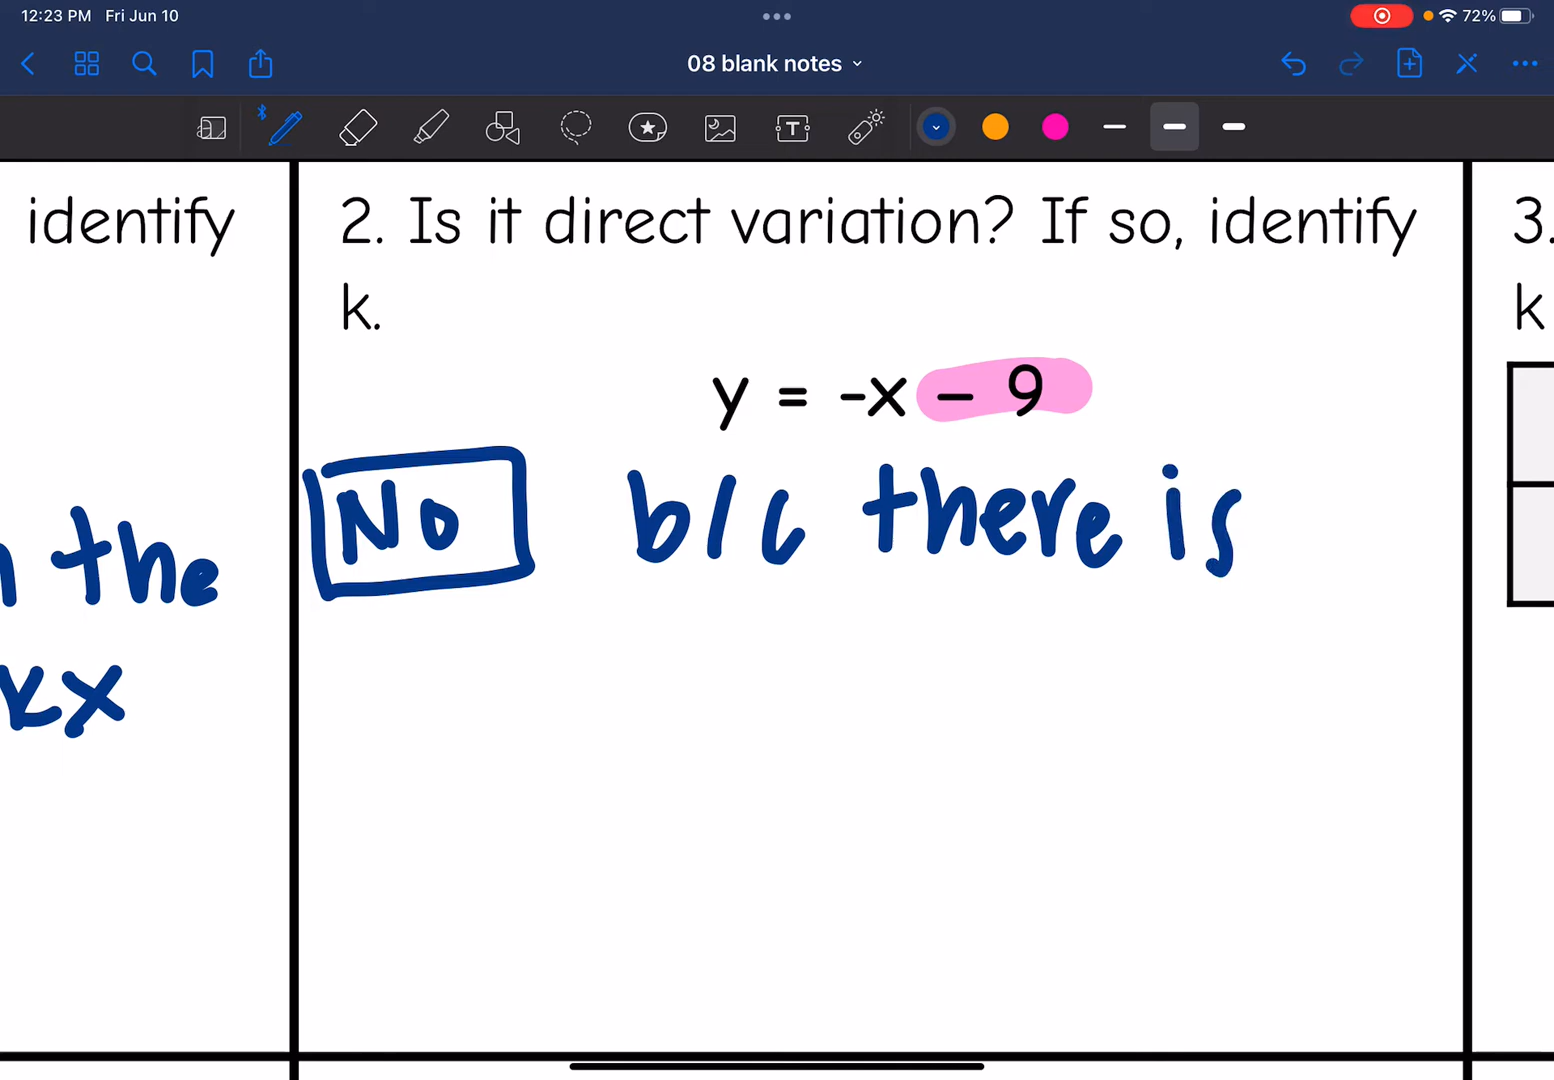 12:23 PM Fri Jun 10
72%
08 blank notes
T
identify
the
kx
2. Is it direct variation? If so, identify
k.
y = -x – 9
No b/c there is
3.
k